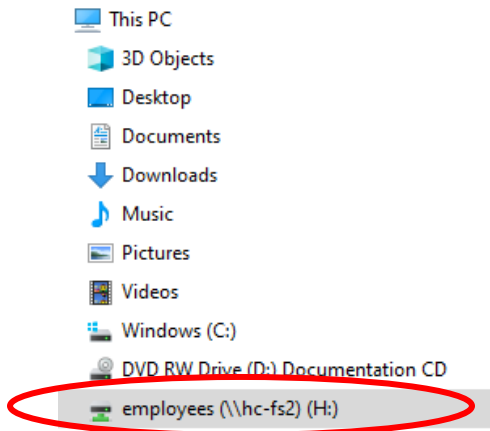 This PC
3D Objects
Desktop
Documents
Downloads
Music
Pictures
Videos
Windows (C:)
DVD RW Drive (D:) Documentation CD
employees (\\hc-fs2) (H:)